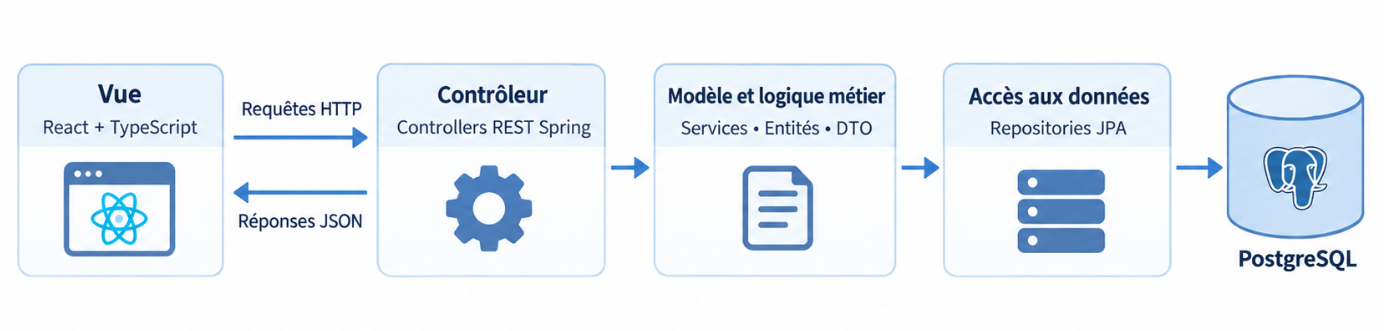 Vue
React + TypeScript
Requêtes HTTP
Réponses JSON
Contrôleur
Controllers REST Spring
Modèle et logique métier
Services • Entités • DTO
Accès aux données
Repositories JPA
PostgreSQL